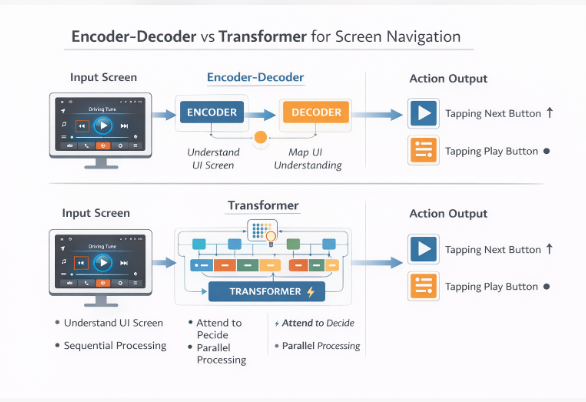 Encoder-Decoder vs Transformer for Screen Navigation
Input Screen
Encoder-Decoder
Action Output
Driving Tune
ENCODER
DECODER
Understand
UI Screen
Map UI
Understanding
Tapping Next Button ↑
Tapping Play Button ●
Input Screen
Transformer
Action Output
Driving Tune
TRANSFORMER
Tapping Next Button ↑
Tapping Play Button ●
• Understand UI Screen
• Sequential Processing
• Attend to
Pecide
• Parallel
Processing
Attend to Decide
• Parallel Processing